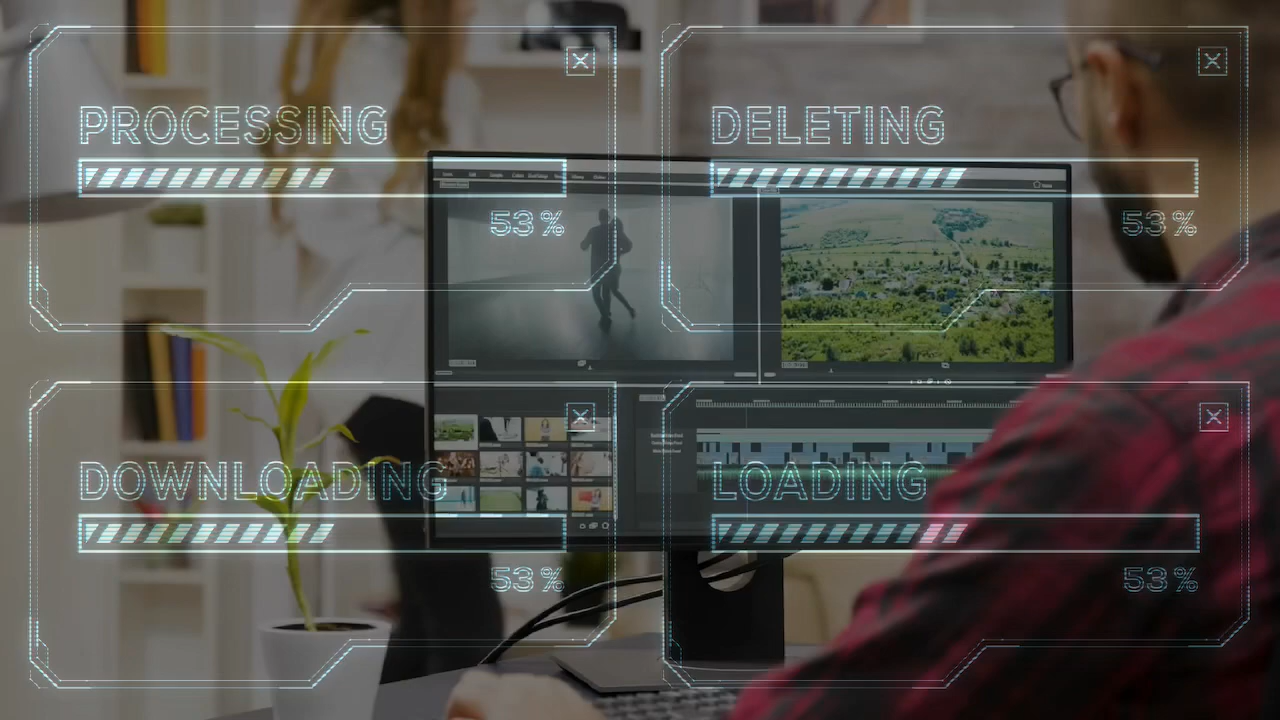 PROCESSING
53%
DELETING
53%
DOWNLOADING
53%
LOADING
53%